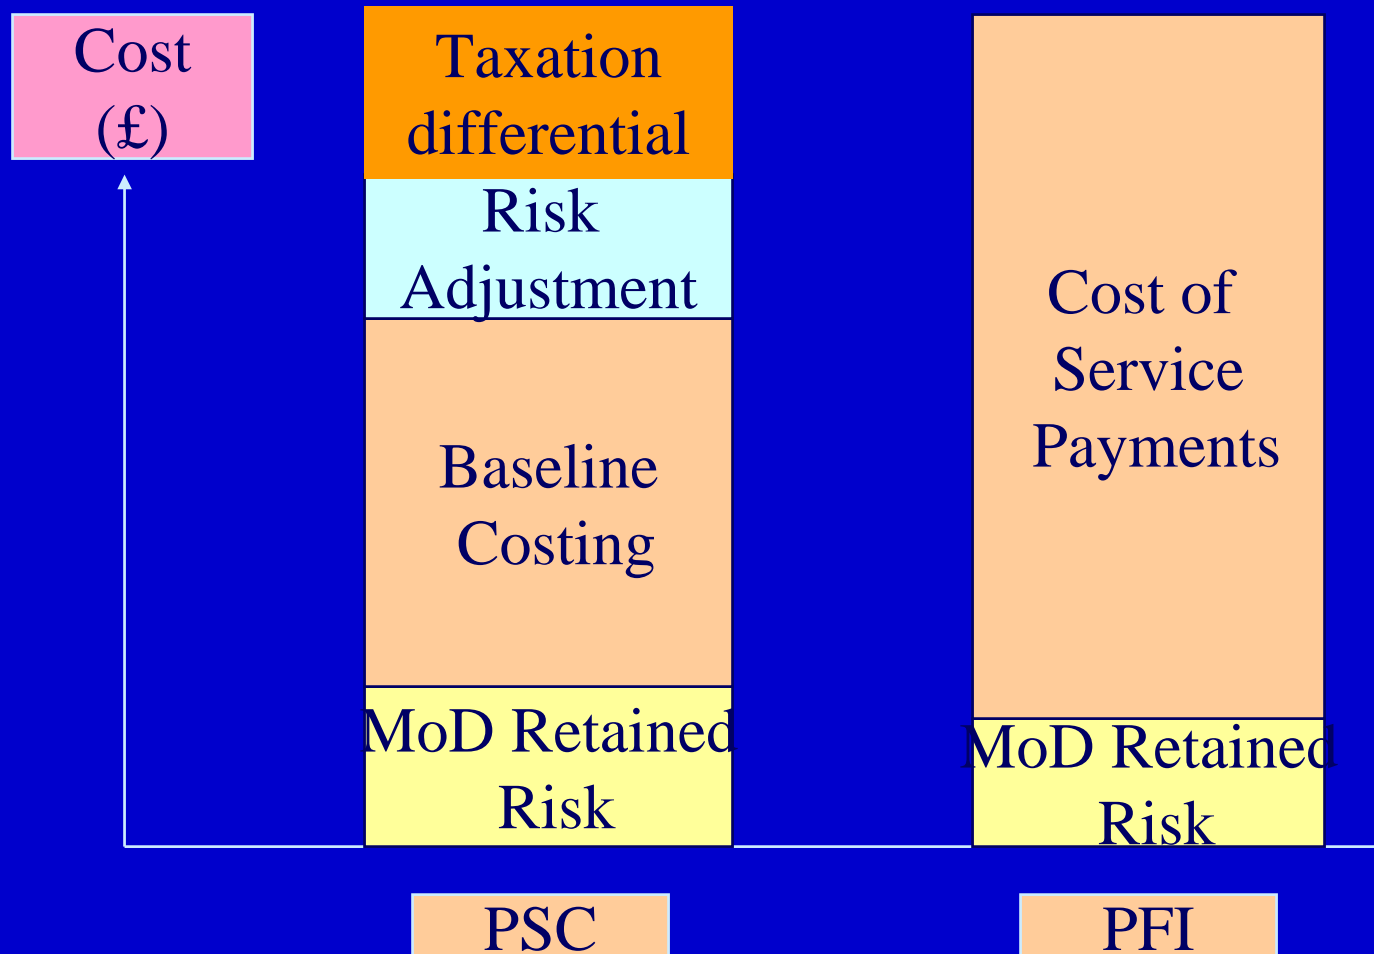 Cost
(£)
Taxation
differential
Risk
Adjustment
Baseline
Costing
MoD Retained
Risk
PSC
Cost of
Service
Payments
MoD Retained
Risk
PFI